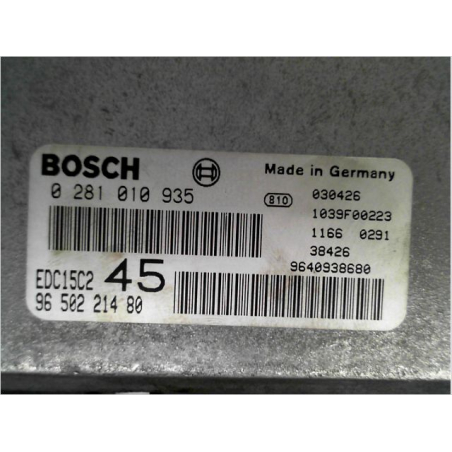 BOSCH
Made in Germany
0 281 010 935
810
030426
1039F00223
1166 0291
38426
9640938680
EDC15C2 45
96 502 214 80